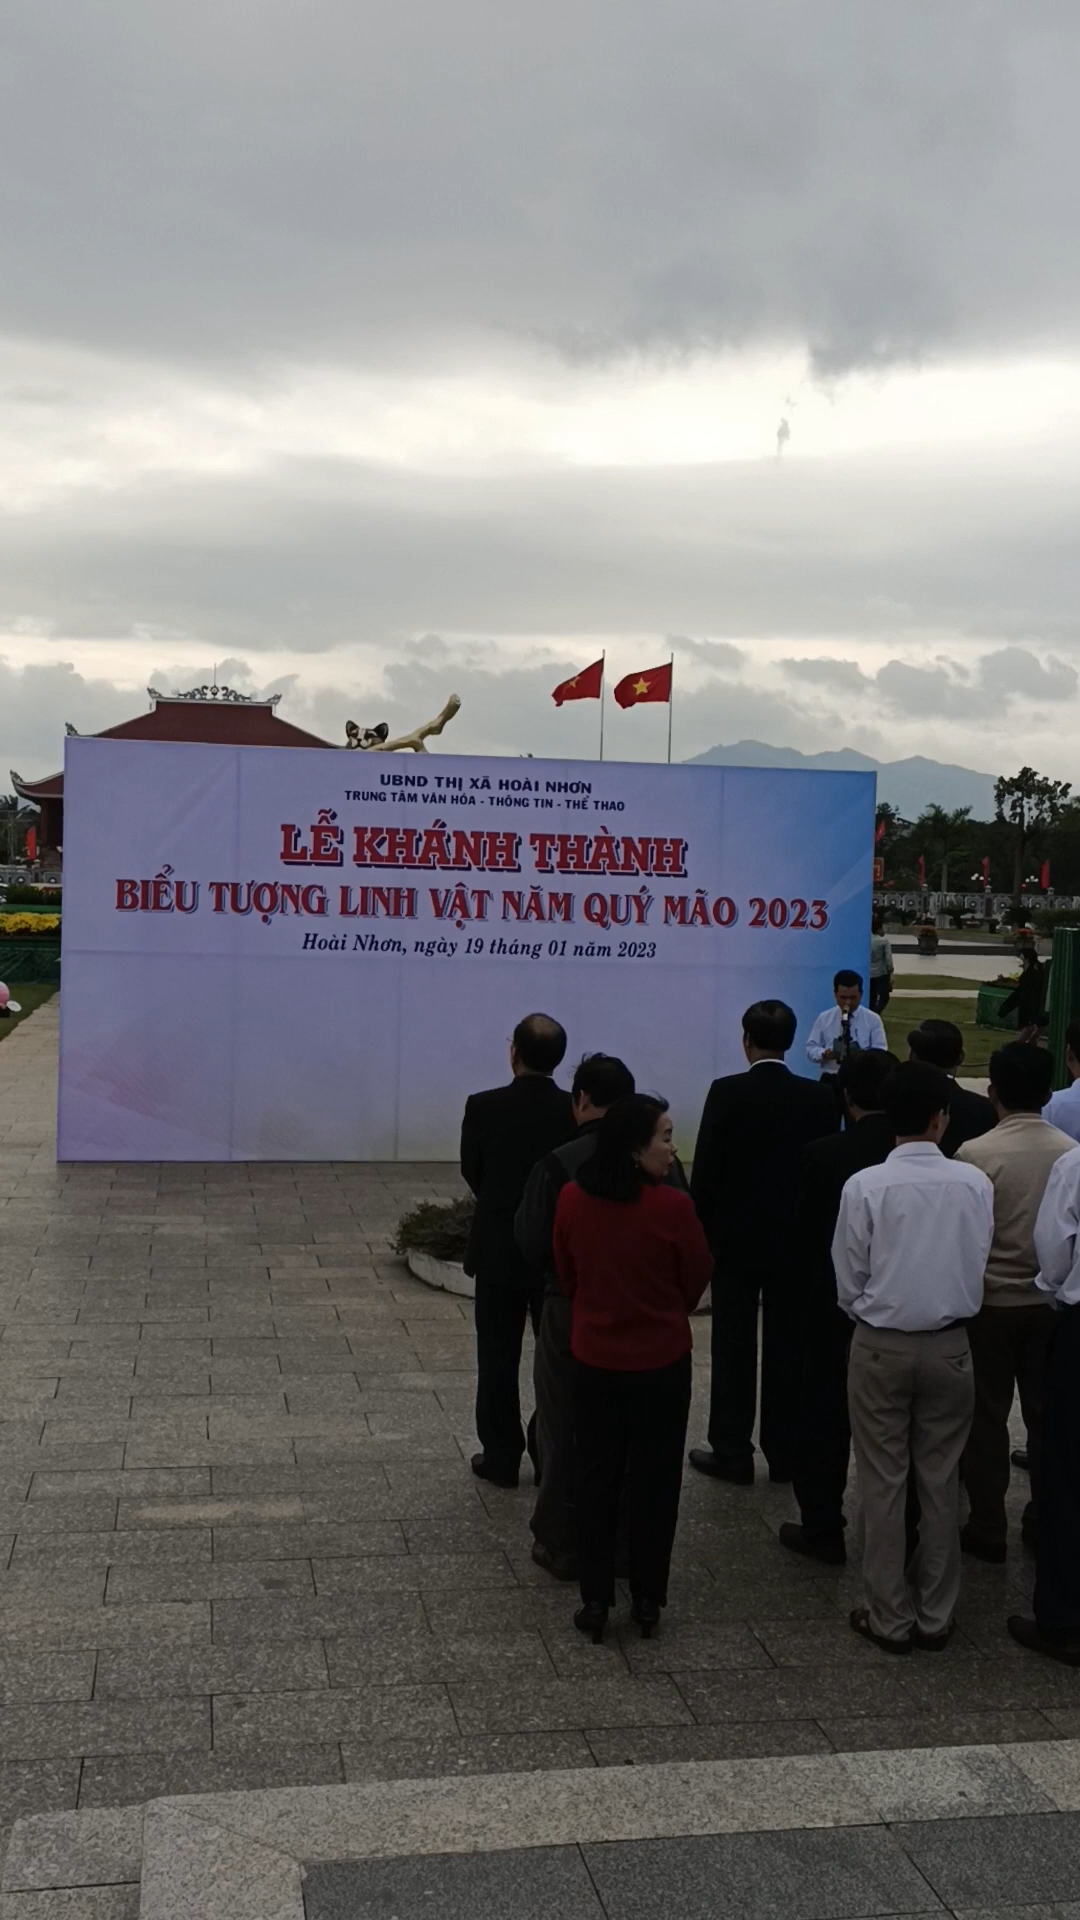 UBND THỊ XÃ HOÀI NHƠN
TRUNG TÂM VĂN HÓA - THÔNG TIN - THỂ THAO
LỄ KHÁNH THÀNH
BIỂU TƯỢNG LINH VẬT NĂM QUÝ MÃO 2023
Hoài Nhơn, ngày 19 tháng 01 năm 2023